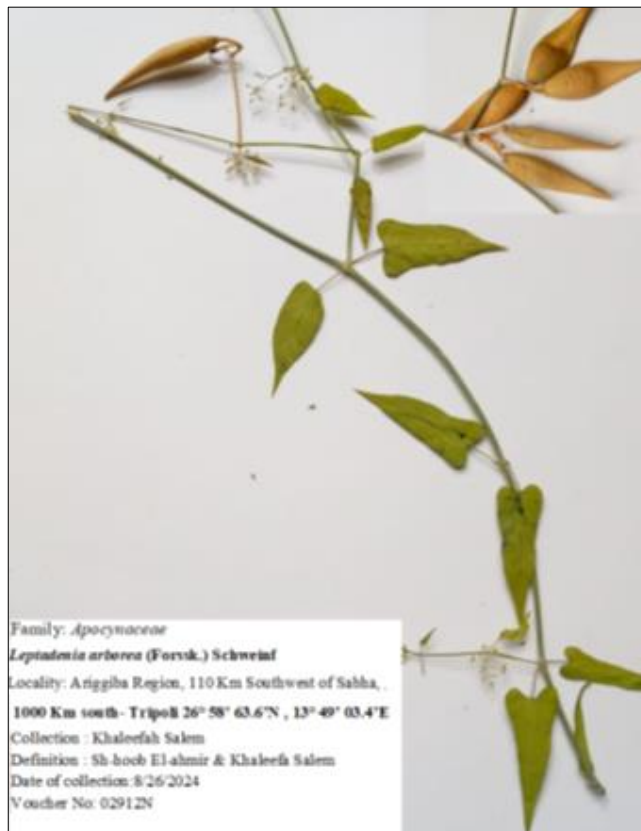 Family: Apocynaceae
Leptadenia arborea (Forssk.) Schweinf
Locality: Ariggiba Region, 110 Km Southwest of Sabha, .
1000 Km south- Tripoli 26° 58' 63.6"N , 13° 49' 03.4"E
Collection : Khaleefah Salem
Definition : Sh-hoob El-ahmir & Khaleefa Salem
Date of collection:8/26/2024
Voucher No: 02912N